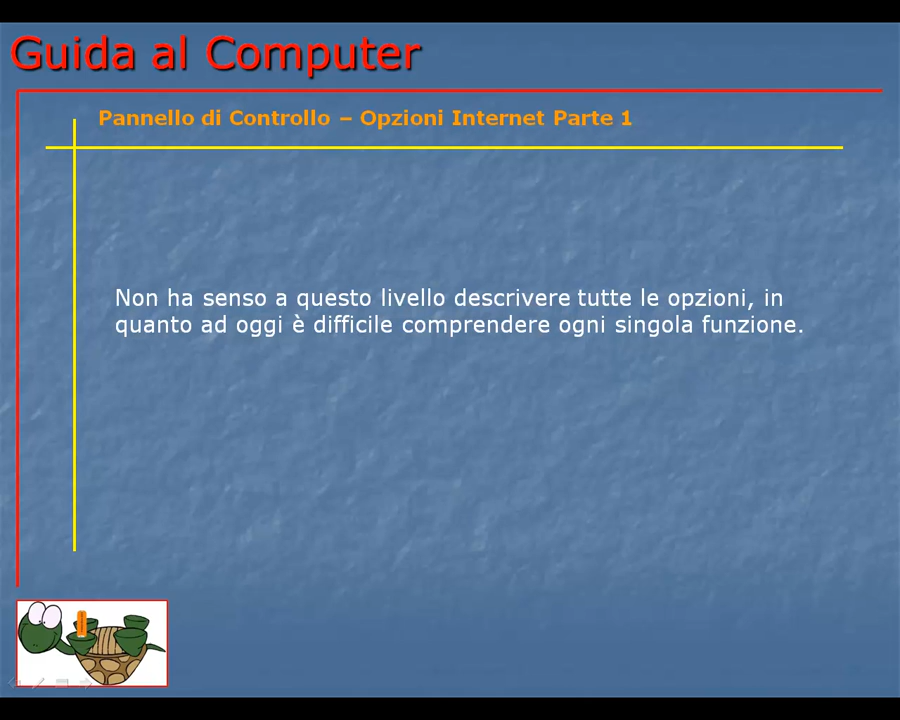 Guida al Computer
Pannello di Controllo – Opzioni Internet Parte 1
Non ha senso a questo livello descrivere tutte le opzioni, in
quanto ad oggi è difficile comprendere ogni singola funzione.